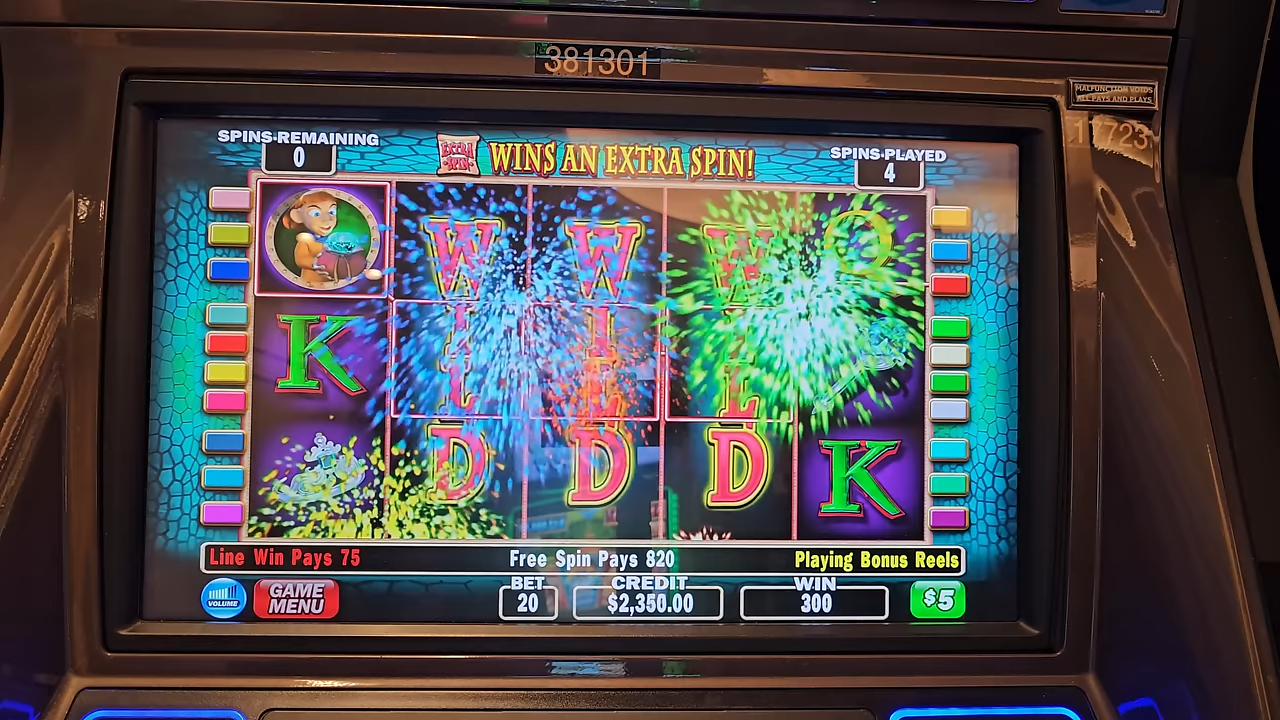 381301
MALFUNCTION VOIDS
ALL PAYS AND PLAYS
17723
SPINS REMAINING
0
EXTRA
SPIN
WINS AN EXTRA SPIN!
SPINS PLAYED
4
W W W
I I I
L L L
D D D
K
K
Line Win Pays 75
Free Spin Pays 820
Playing Bonus Reels
VOLUME
GAME
MENU
BET
20
CREDIT
$2,350.00
WIN
300
$5